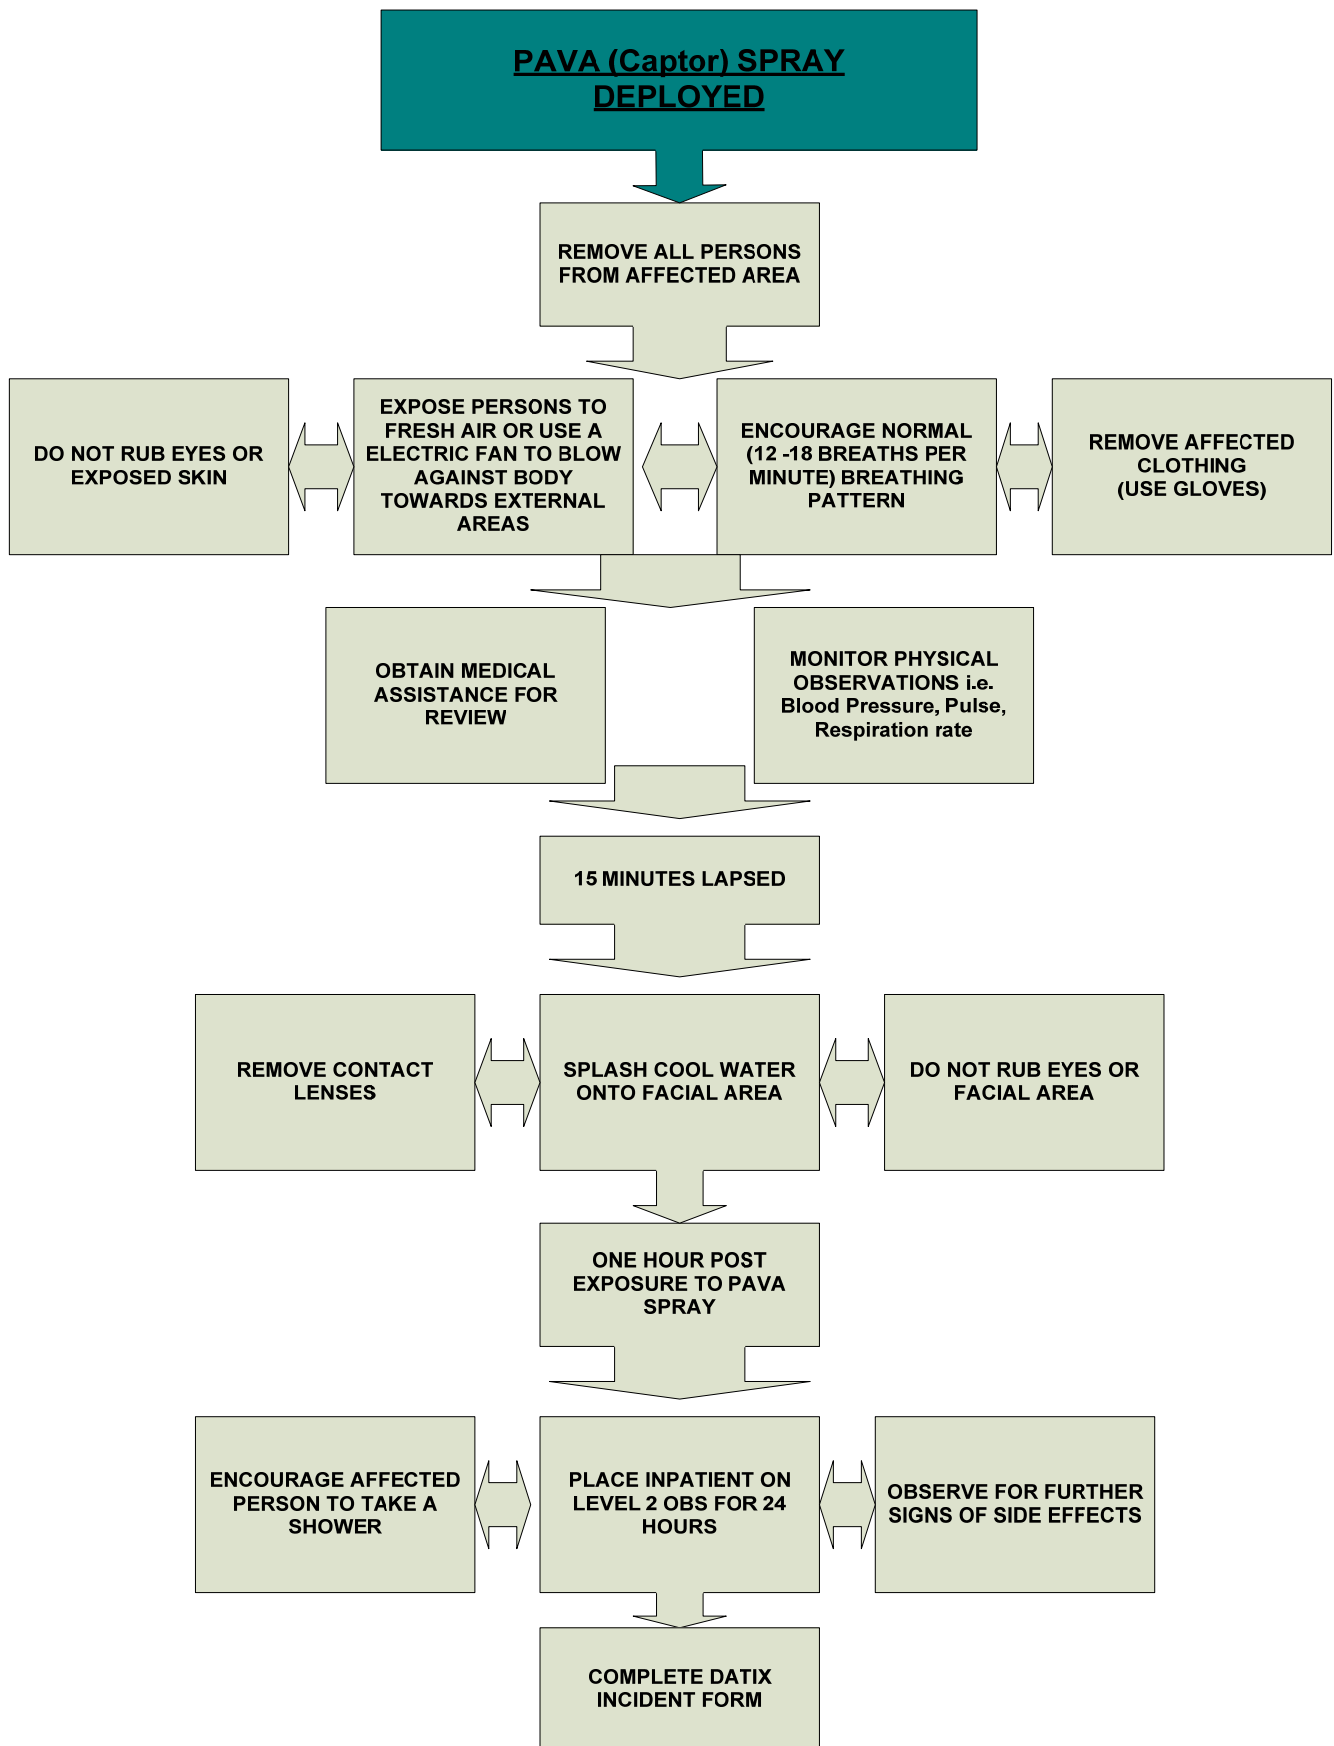 PAVA (Captor) SPRAY
DEPLOYED
REMOVE ALL PERSONS
FROM AFFECTED AREA
DO NOT RUB EYES OR
EXPOSED SKIN
EXPOSE PERSONS TO
FRESH AIR OR USE A
ELECTRIC FAN TO BLOW
AGAINST BODY
TOWARDS EXTERNAL
AREAS
ENCOURAGE NORMAL
(12 -18 BREATHS PER
MINUTE) BREATHING
PATTERN
REMOVE AFFECTED
CLOTHING
(USE GLOVES)
OBTAIN MEDICAL
ASSISTANCE FOR
REVIEW
MONITOR PHYSICAL
OBSERVATIONS i.e.
Blood Pressure, Pulse,
Respiration rate
15 MINUTES LAPSED
REMOVE CONTACT
LENSES
SPLASH COOL WATER
ONTO FACIAL AREA
DO NOT RUB EYES OR
FACIAL AREA
ONE HOUR POST
EXPOSURE TO PAVA
SPRAY
ENCOURAGE AFFECTED
PERSON TO TAKE A
SHOWER
PLACE INPATIENT ON
LEVEL 2 OBS FOR 24
HOURS
OBSERVE FOR FURTHER
SIGNS OF SIDE EFFECTS
COMPLETE DATIX
INCIDENT FORM